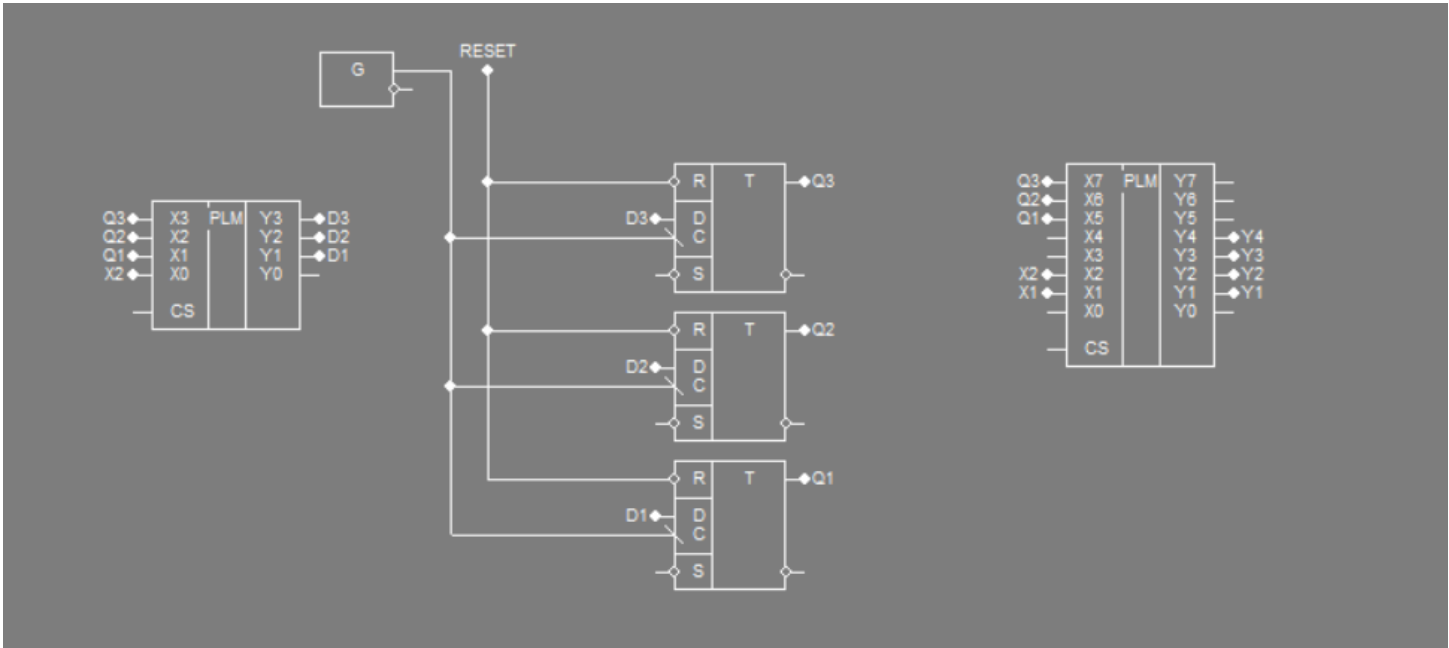 RESET
G
Q3 X3 PLM Y3 D3
Q2 X2 Y2 D2
Q1 X1 Y1 D1
X2 X0 Y0
CS
R T Q3
D3 D
C
S
R T Q2
D2 D
C
S
R T Q1
D1 D
C
S
Q3 X7 PLM Y7
Q2 X6 Y6
Q1 X5 Y5
X4 Y4 Y4
X3 Y3 Y3
X2 X2 Y2 Y2
X1 X1 Y1 Y1
X0 Y0
CS